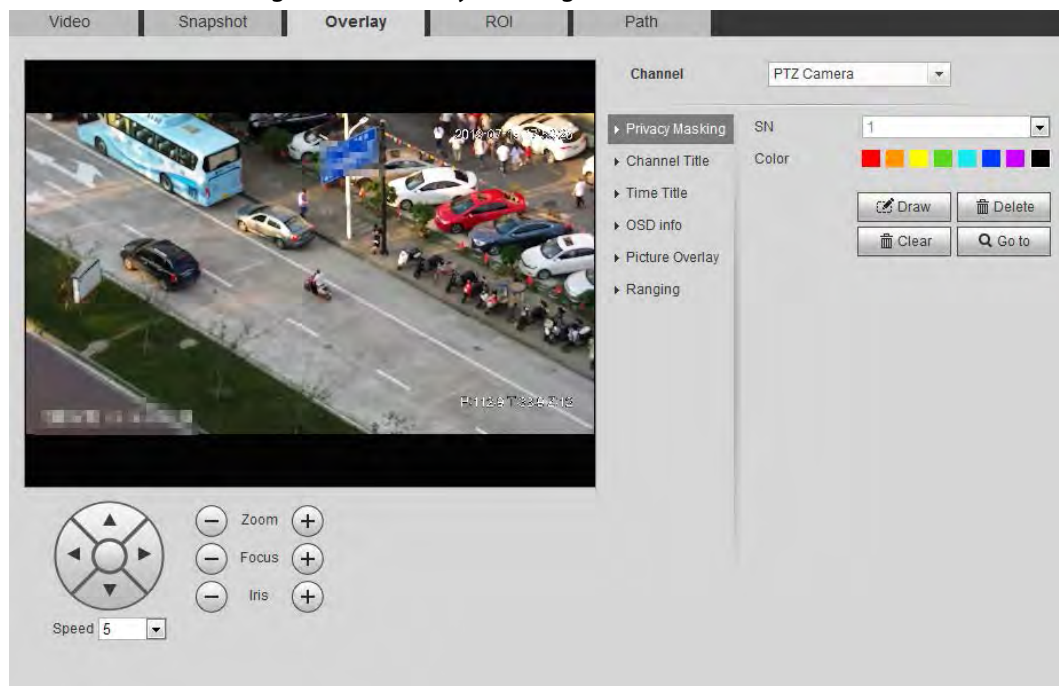 Video Snapshot Overlay ROI Path
Channel PTZ Camera
Privacy Masking
Channel Title
Time Title
OSD info
Picture Overlay
Ranging
SN 1
Color
Draw Delete
Clear Go to
Zoom
Focus
Iris
Speed 5